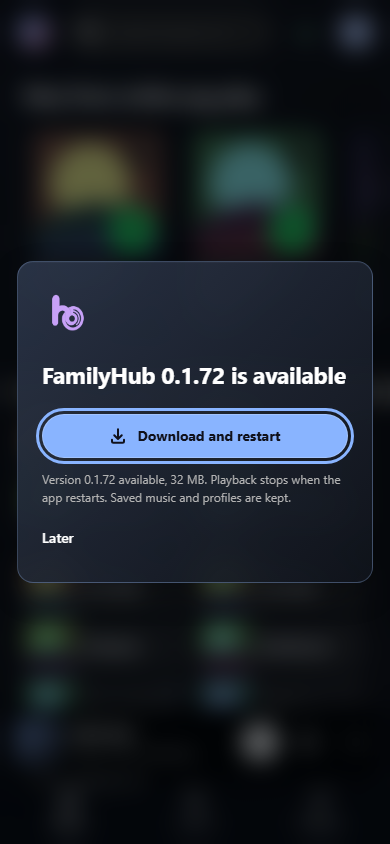 FamilyHub 0.1.72 is available
Download and restart
Version 0.1.72 available, 32 MB. Playback stops when the
app restarts. Saved music and profiles are kept.
Later